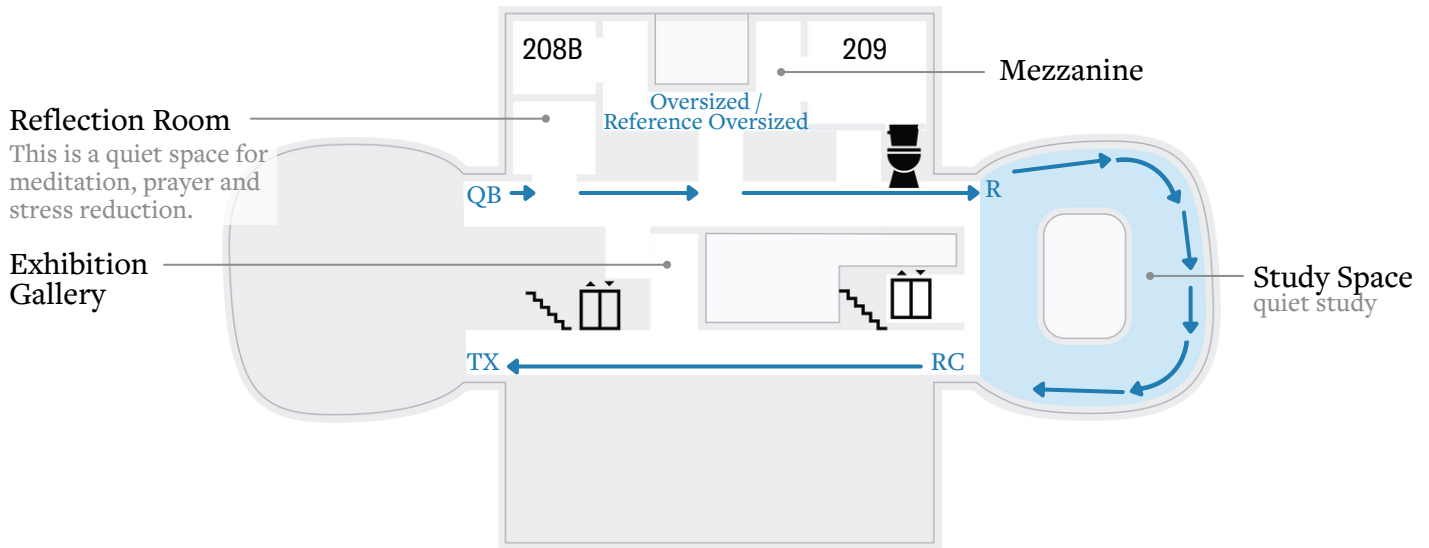 208B
209
Mezzanine
Oversized /
Reference Oversized
Reflection Room
This is a quiet space for
meditation, prayer and
stress reduction.
QB
R
Exhibition
Gallery
Study Space
quiet study
TX
RC